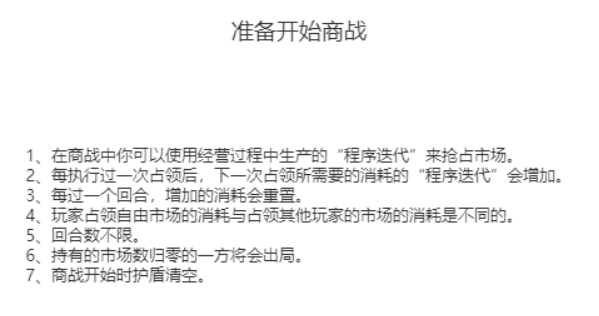 准备开始商战
1、在商战中你可以使用经营过程中生产的“程序迭代”来抢占市场。
2、每执行过一次占领后，下一次占领所需要的消耗的“程序迭代”会增加。
3、每过一个回合，增加的消耗会重置。
4、玩家占领自由市场的消耗与占领其他玩家的市场的消耗是不同的。
5、回合数不限。
6、持有的市场数归零的一方将会出局。
7、商战开始时护盾清空。